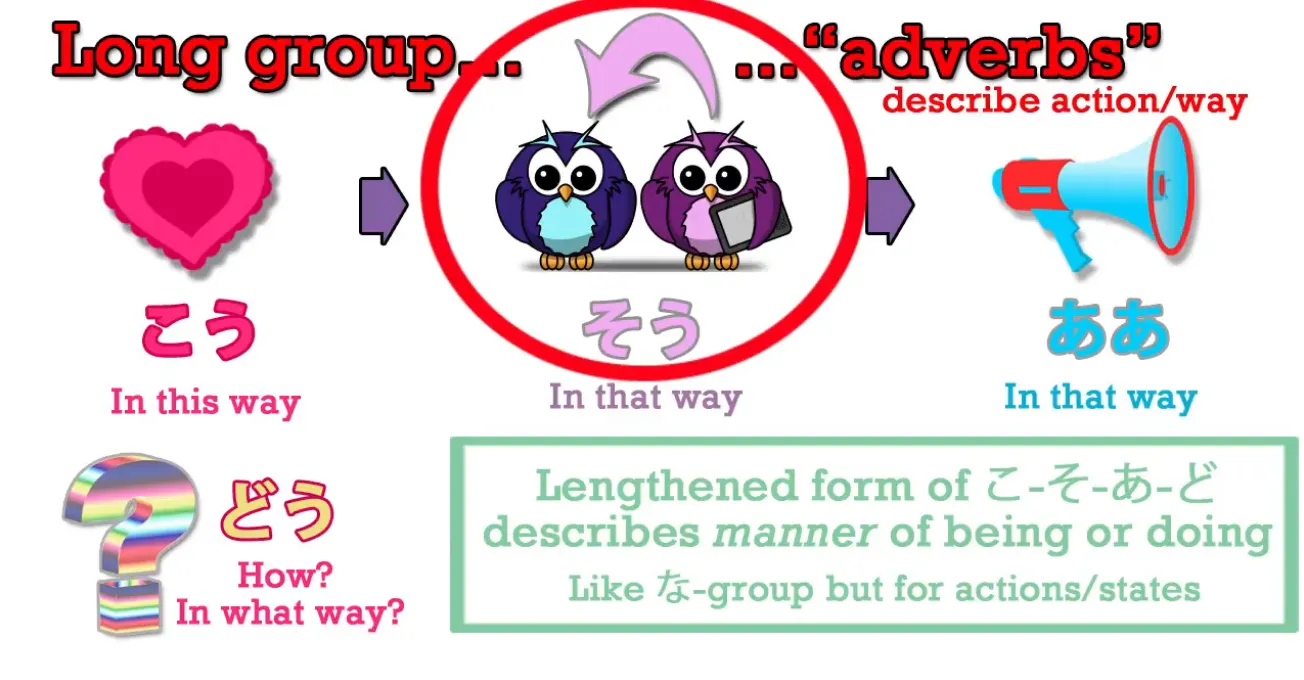 Long group...
..."adverbs"
describe action/way
こう
In this way
そう
In that way
ああ
In that way
どう
How?
In what way?
Lengthened form of こ-そ-あ-ど
describes manner of being or doing
Like な-group but for actions/states